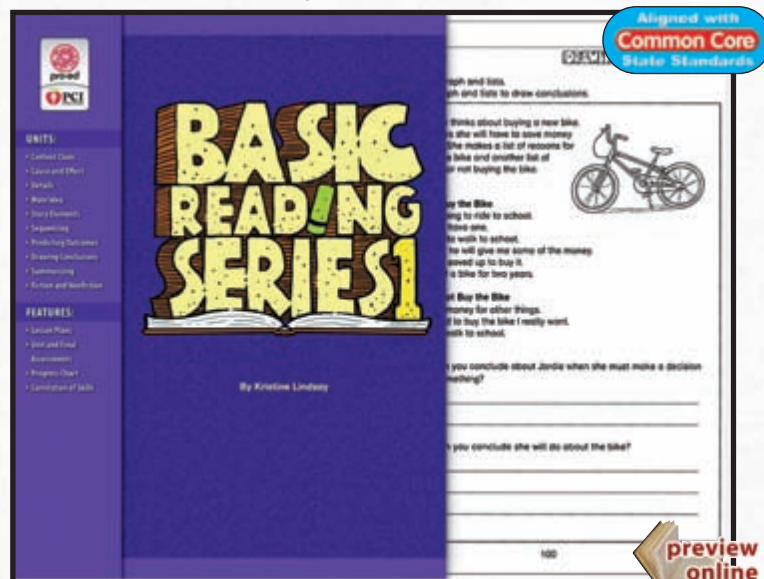 Aligned with
Common Core
State Standards
pro·ed
PCI
UNITS:
• Context Clues
• Cause and Effect
• Details
• Main Idea
• Story Elements
• Sequencing
• Predicting Outcomes
• Drawing Conclusions
• Summarizing
• Fiction and Nonfiction
FEATURES:
• Lesson Plans
• Unit and Final
Assessments
• Progress Chart
• Correlation of Skills
BASIC
READING
SERIES 1
By Kristine Lindsay
and lists.
and lists to draw conclusions.
thinks about buying a new bike.
she will have to save money
She makes a list of reasons for
bike and another list of
not buying the bike.
the Bike
to ride to school.
have one.
to walk to school.
he will give me some of the money.
saved up to buy it.
a bike for two years.
Buy the Bike
money for other things.
to buy the bike I really want.
walk to school.
you conclude about Jordie when she must make a decision
you conclude she will do about the bike?
100
preview
online